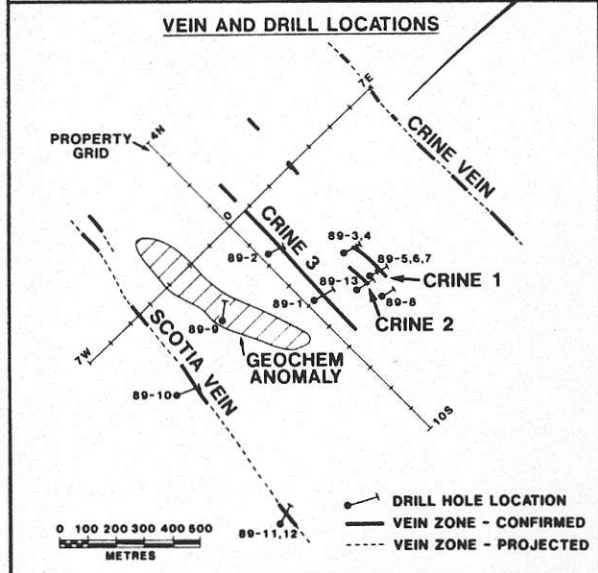 VEIN AND DRILL LOCATIONS
7E
4N
PROPERTY
GRID
CRINE VEIN
0
CRINE 3
89-3,4
89-2
89-5,6,7
CRINE 1
89-13
89-1
89-8
CRINE 2
89-9
GEOCHEM
ANOMALY
7W
SCOTIA VEIN
89-10
10S
DRILL HOLE LOCATION
VEIN ZONE - CONFIRMED
VEIN ZONE - PROJECTED
0 100 200 300 400 500
METRES
89-11,12